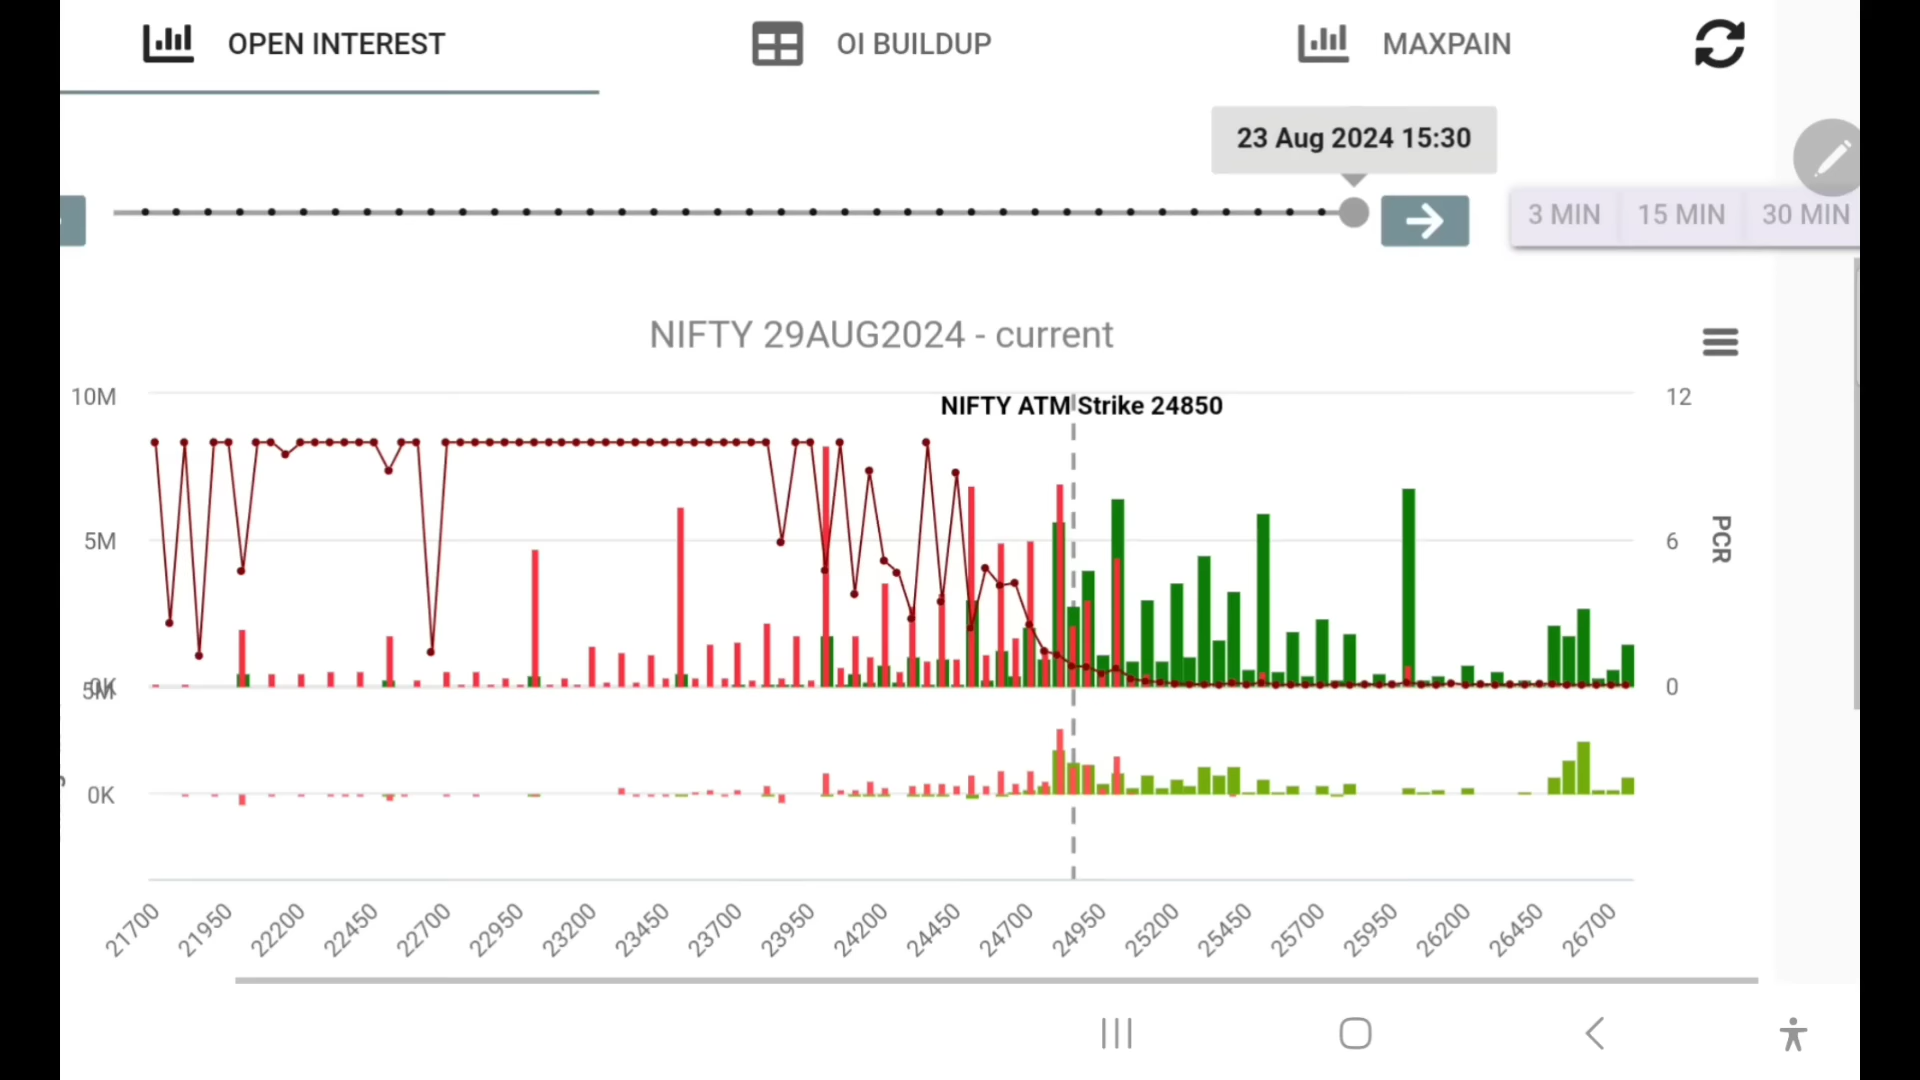 OPEN INTEREST
OI BUILDUP
MAXPAIN
23 Aug 2024 15:30
3 MIN
15 MIN
30 MIN
NIFTY 29AUG2024 - current
NIFTY ATM Strike 24850
10M
5M
0K
5M
0K
12
6
0
PCR
21700
21950
22200
22450
22700
22950
23200
23450
23700
23950
24200
24450
24700
24950
25200
25450
25700
25950
26200
26450
26700